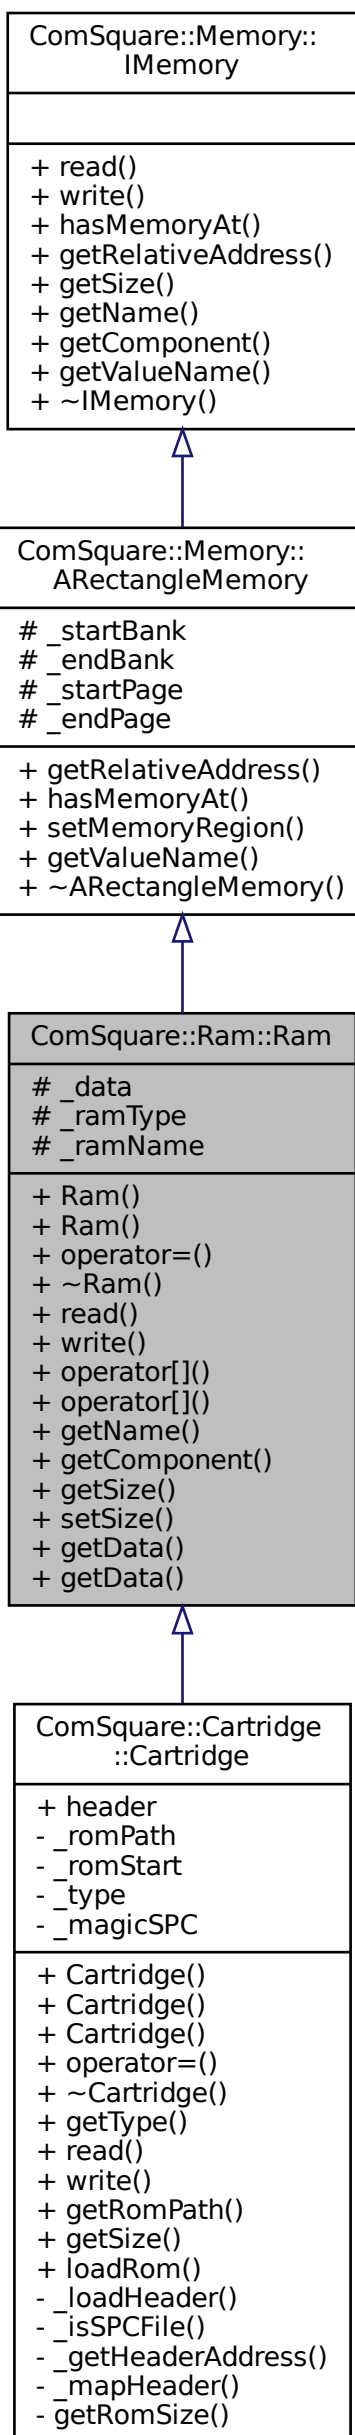 ComSquare::Memory::
IMemory
+ read()
+ write()
+ hasMemoryAt()
+ getRelativeAddress()
+ getSize()
+ getName()
+ getComponent()
+ getValueName()
+ ~IMemory()
ComSquare::Memory::
ARectangleMemory
# _startBank
# _endBank
# _startPage
# _endPage
+ getRelativeAddress()
+ hasMemoryAt()
+ setMemoryRegion()
+ getValueName()
+ ~ARectangleMemory()
ComSquare::Ram::Ram
# _data
# _ramType
# _ramName
+ Ram()
+ Ram()
+ operator=()
+ ~Ram()
+ read()
+ write()
+ operator[]()
+ operator[]()
+ getName()
+ getComponent()
+ getSize()
+ setSize()
+ getData()
+ getData()
ComSquare::Cartridge
::Cartridge
+ header
- _romPath
- _romStart
- _type
- _magicSPC
+ Cartridge()
+ Cartridge()
+ Cartridge()
+ operator=()
+ ~Cartridge()
+ getType()
+ read()
+ write()
+ getRomPath()
+ getSize()
+ loadRom()
- _loadHeader()
- _isSPCFile()
- _getHeaderAddress()
- _mapHeader()
- getRomSize()